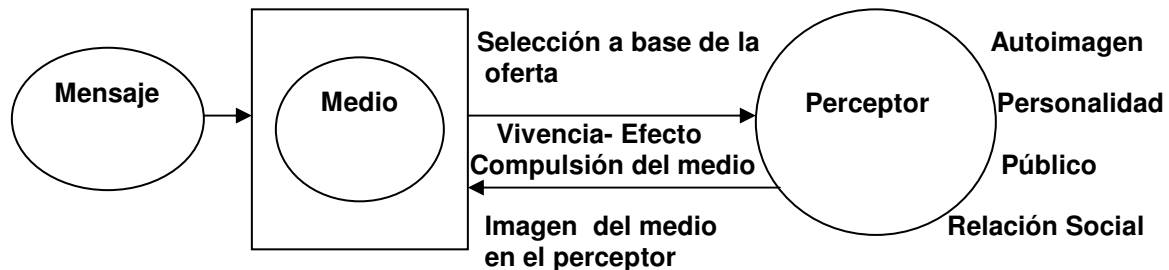 Mensaje
Medio
Selección a base de la
oferta
Vivencia- Efecto
Compulsión del medio
Imagen del medio
en el perceptor
Perceptor
Autoimagen
Personalidad
Público
Relación Social